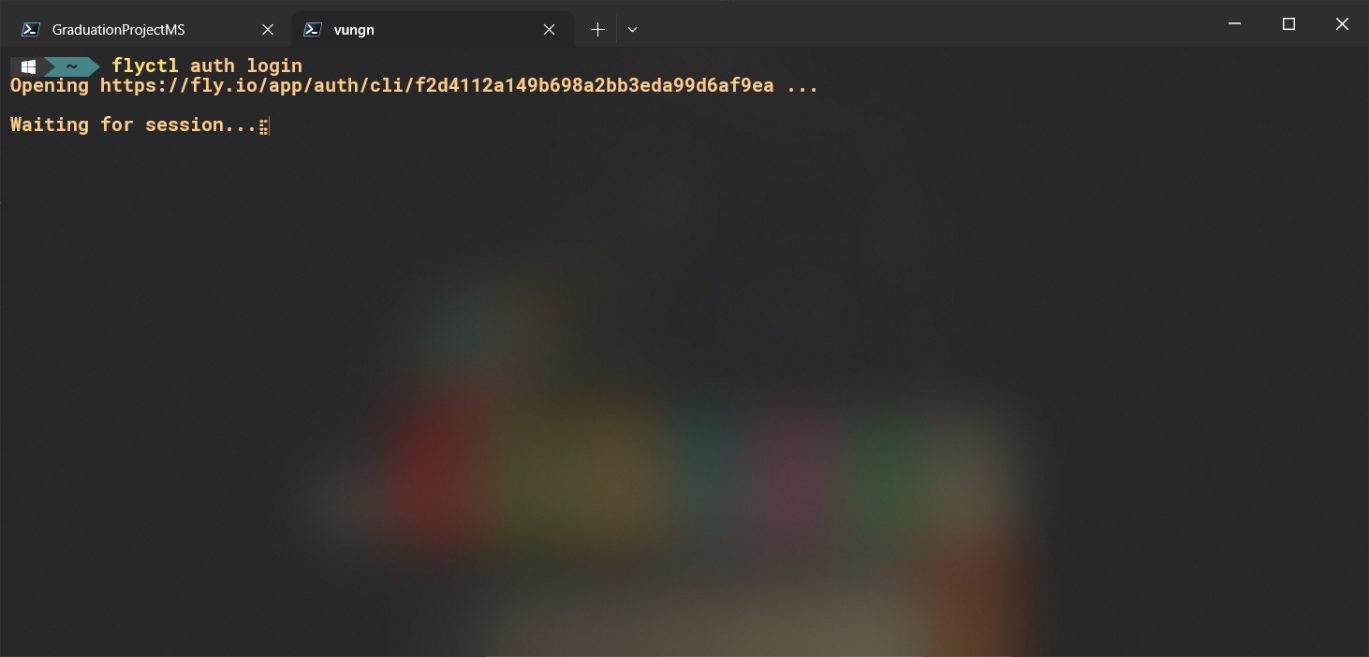 GraduationProjectMS
vungn
~ flyctl auth login
Opening https://fly.io/app/auth/cli/f2d4112a149b698a2bb3eda99d6af9ea ...
Waiting for session...